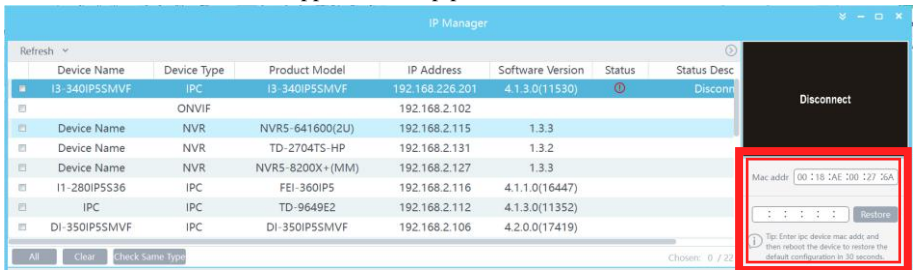 IP Manager
Refresh
Device Name Device Type Product Model IP Address Software Version Status Status Desc
I3-340IP5SMVF IPC I3-340IP5SMVF 192.168.226.201 4.1.3.0(11530) Disconn
ONVIF 192.168.2.102
Device Name NVR NVR5-641600(2U) 192.168.2.115 1.3.3
Device Name NVR TD-2704TS-HP 192.168.2.131 1.3.2
Device Name NVR NVR5-8200X+(MM) 192.168.2.127 1.3.3
I1-280IP5S36 IPC FEI-360IP5 192.168.2.116 4.1.1.0(16447)
IPC IPC TD-9649E2 192.168.2.112 4.1.3.0(11352)
DI-350IP5SMVF IPC DI-350IP5SMVF 192.168.2.106 4.2.0.0(17419)
All Clear Check Same Type Chosen: 0 / 22
Disconnect
Mac addr 00 : 18 : AE : 00 : 27 : 6A
: : : : : Restore
Tip: Enter ipc device mac addr, and
then reboot the device to restore the
default configuration in 30 seconds.